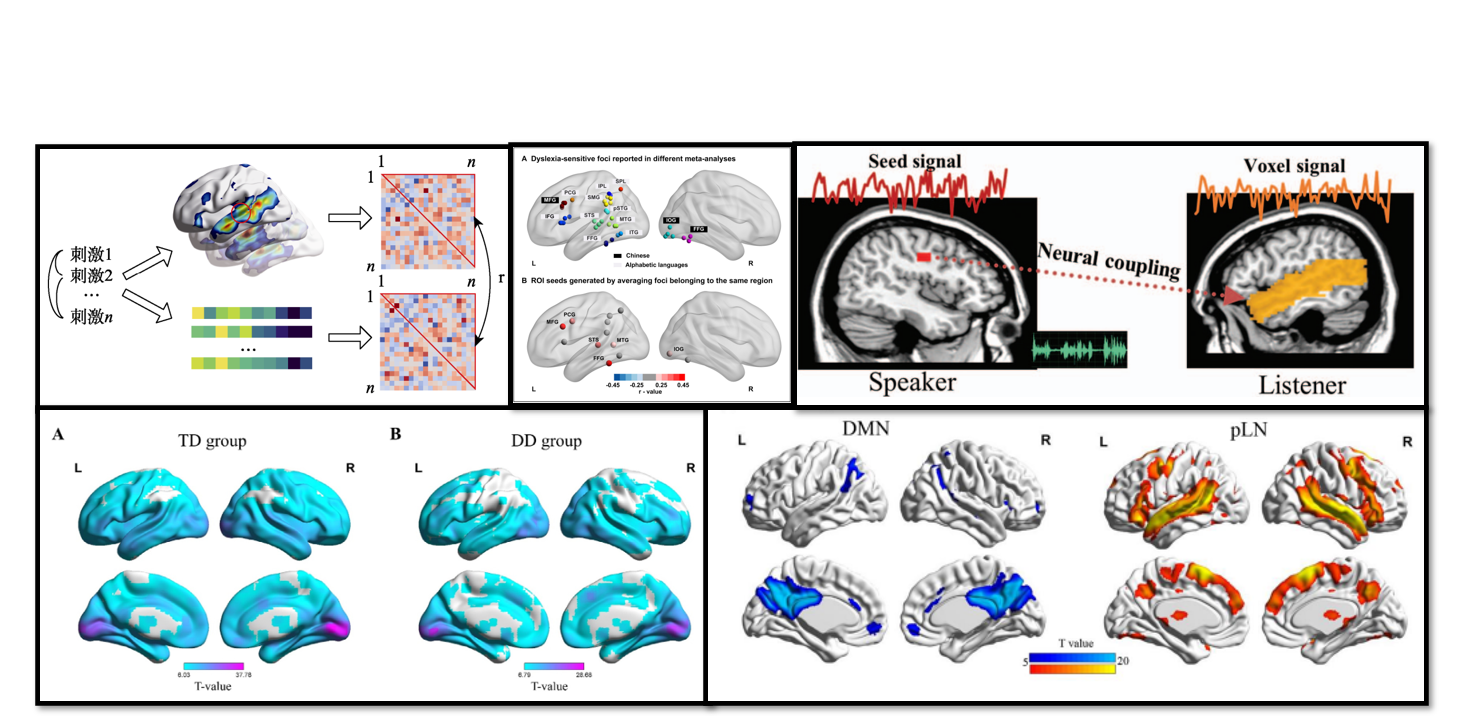 1 n
1
n
刺激1
刺激2
...
刺激n
...
1 n
1
n
r
A Dyslexia-sensitive foci reported in different meta-analyses
SPL
IPL
PCG
SMG
MFG
pSTG
IFG
STS
MTG
ITG
FFG
IOG
FFG
Chinese
Alphabetic languages
L R
B ROI seeds generated by averaging foci belonging to the same region
MFG
PCG
STS
MTG
FFG
IOG
-0.45 -0.25 0.25 0.45
r - value
L R
Seed signal
Voxel signal
Neural coupling
Speaker
Listener
A TD group
L R
6.03 37.76
T-value
B DD group
L R
6.79 28.68
T-value
DMN
L R
pLN
L R
T value
5 20